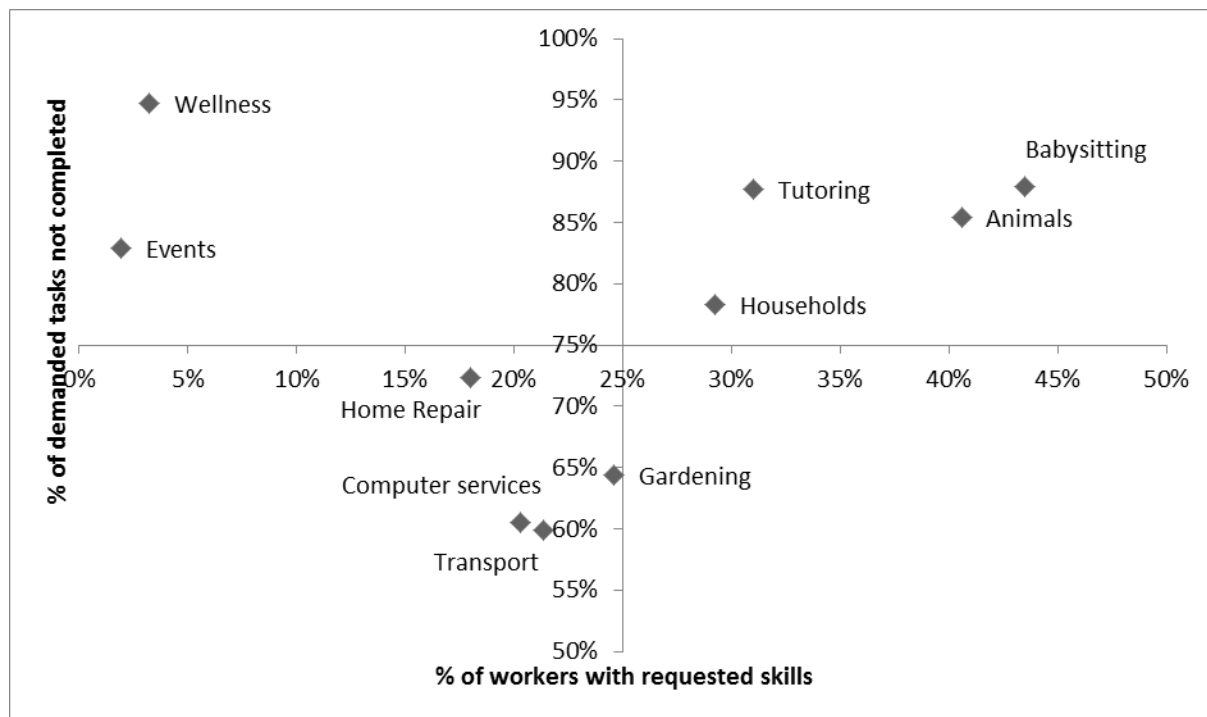 100%
95%
90%
85%
80%
75%
70%
65%
60%
55%
50%
0%
5%
10%
15%
20%
25%
30%
35%
40%
45%
50%
% of demanded tasks not completed
Wellness
Babysitting
Tutoring
Animals
Events
Households
Home Repair
Gardening
Computer services
Transport
% of workers with requested skills